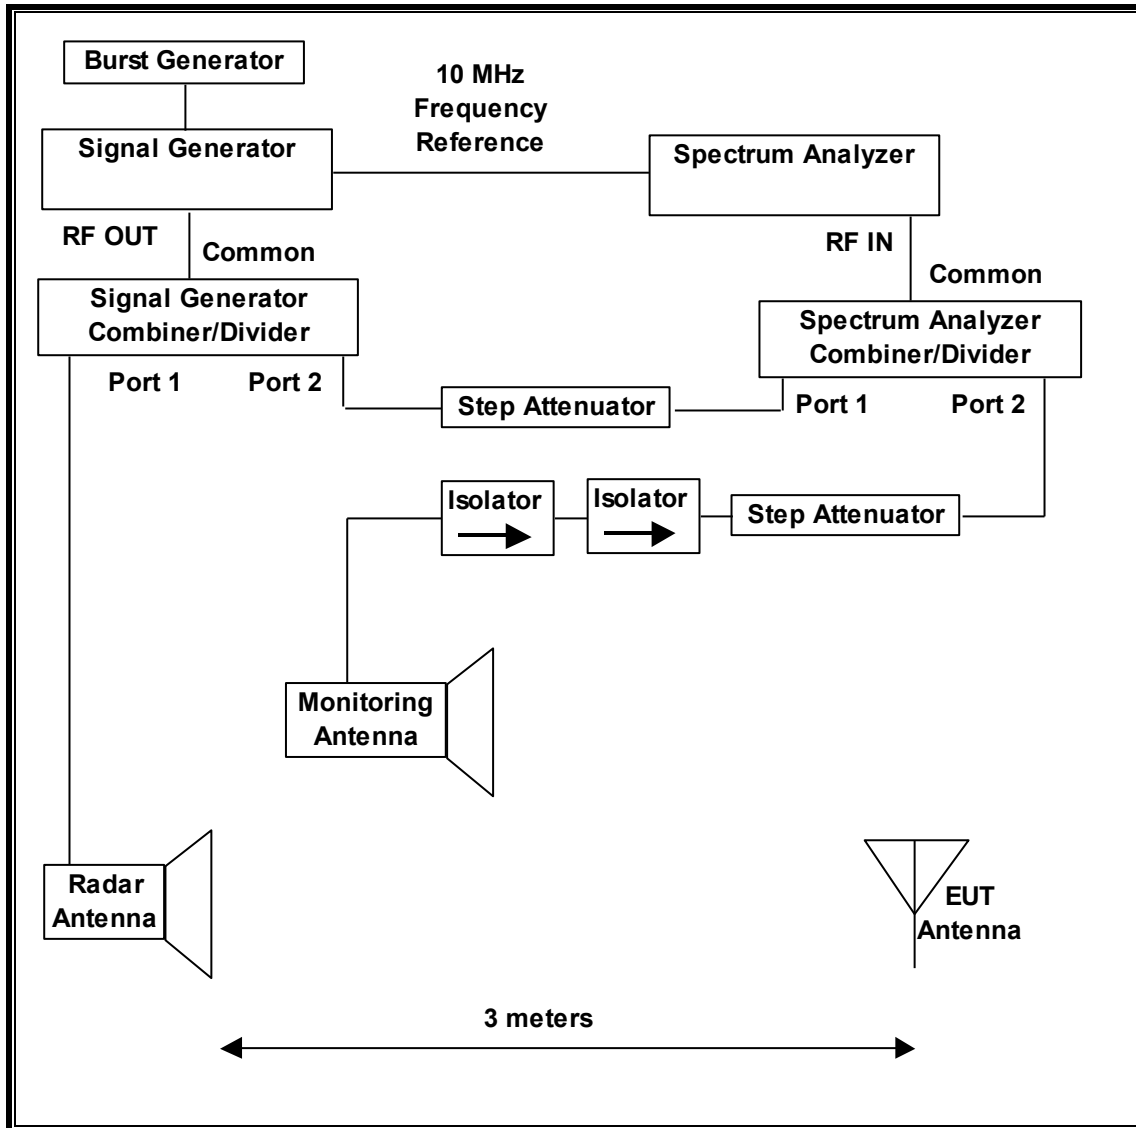 Burst Generator
10 MHz
Frequency
Reference
Signal Generator
Spectrum Analyzer
RF OUT
Common
RF IN
Common
Signal Generator
Combiner/Divider
Spectrum Analyzer
Combiner/Divider
Port 1
Port 2
Step Attenuator
Port 1
Port 2
Isolator
Isolator
Step Attenuator
Monitoring
Antenna
Radar
Antenna
EUT
Antenna
3 meters